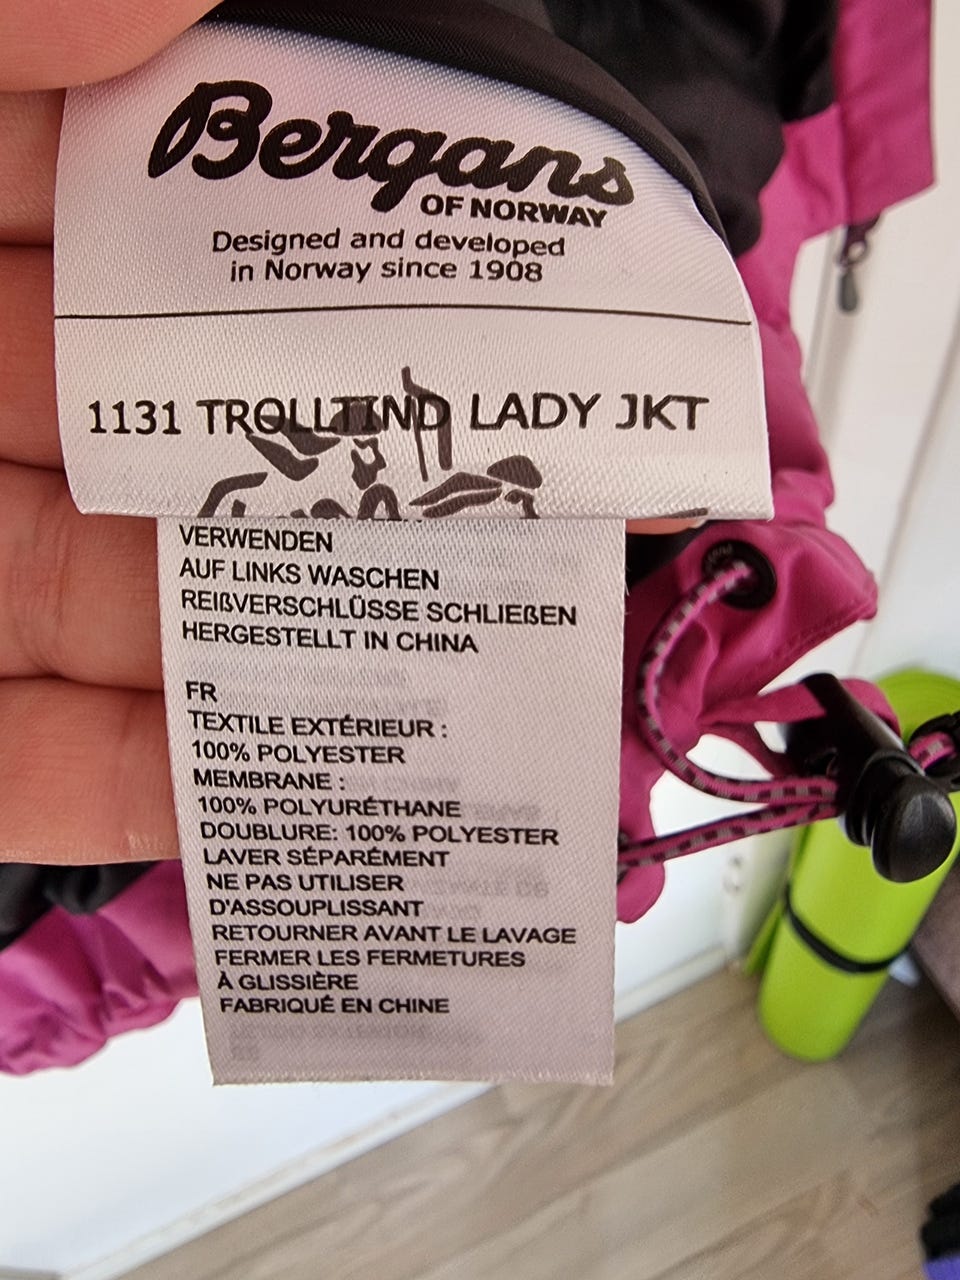 Bergans
OF NORWAY
Designed and developed
in Norway since 1908
1131 TROLLTIND LADY JKT
VERWENDEN
AUF LINKS WASCHEN
REIßVERSCHLÜSSE SCHLIEßEN
HERGESTELLT IN CHINA
FR
TEXTILE EXTÉRIEUR :
100% POLYESTER
MEMBRANE :
100% POLYURÉTHANE
DOUBLURE: 100% POLYESTER
LAVER SÉPARÉMENT
NE PAS UTILISER
D'ASSOUPLISSANT
RETOURNER AVANT LE LAVAGE
FERMER LES FERMETURES
À GLISSIÈRE
FABRIQUÉ EN CHINE